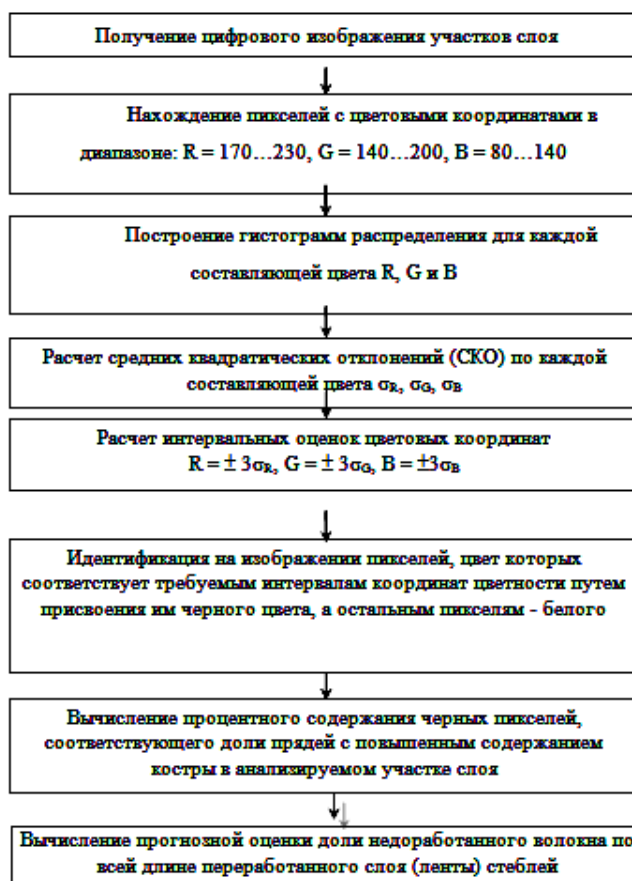 Получение цифрового изображения участков слоя
Нахождение пикселей с цветовыми координатами в
диапазоне: R = 170…230, G = 140…200, B = 80…140
Построение гистограмм распределения для каждой
составляющей цвета R, G и B
Расчет средних квадратических отклонений (СКО) по каждой
составляющей цвета σR, σG, σB
Расчет интервальных оценок цветовых координат
R = ± 3σR, G = ± 3σG, B = ±3σB
Идентификация на изображении пикселей, цвет которых
соответствует требуемым интервалам координат цветности путем
присвоения им черного цвета, а остальным пикселям - белого
Вычисление процентного содержания черных пикселей,
соответствующего доли прядей с повышенным содержанием
костры в анализируемом участке слоя
Вычисление прогнозной оценки доли недоработанного волокна по
всей длине переработанного слоя (ленты) стеблей